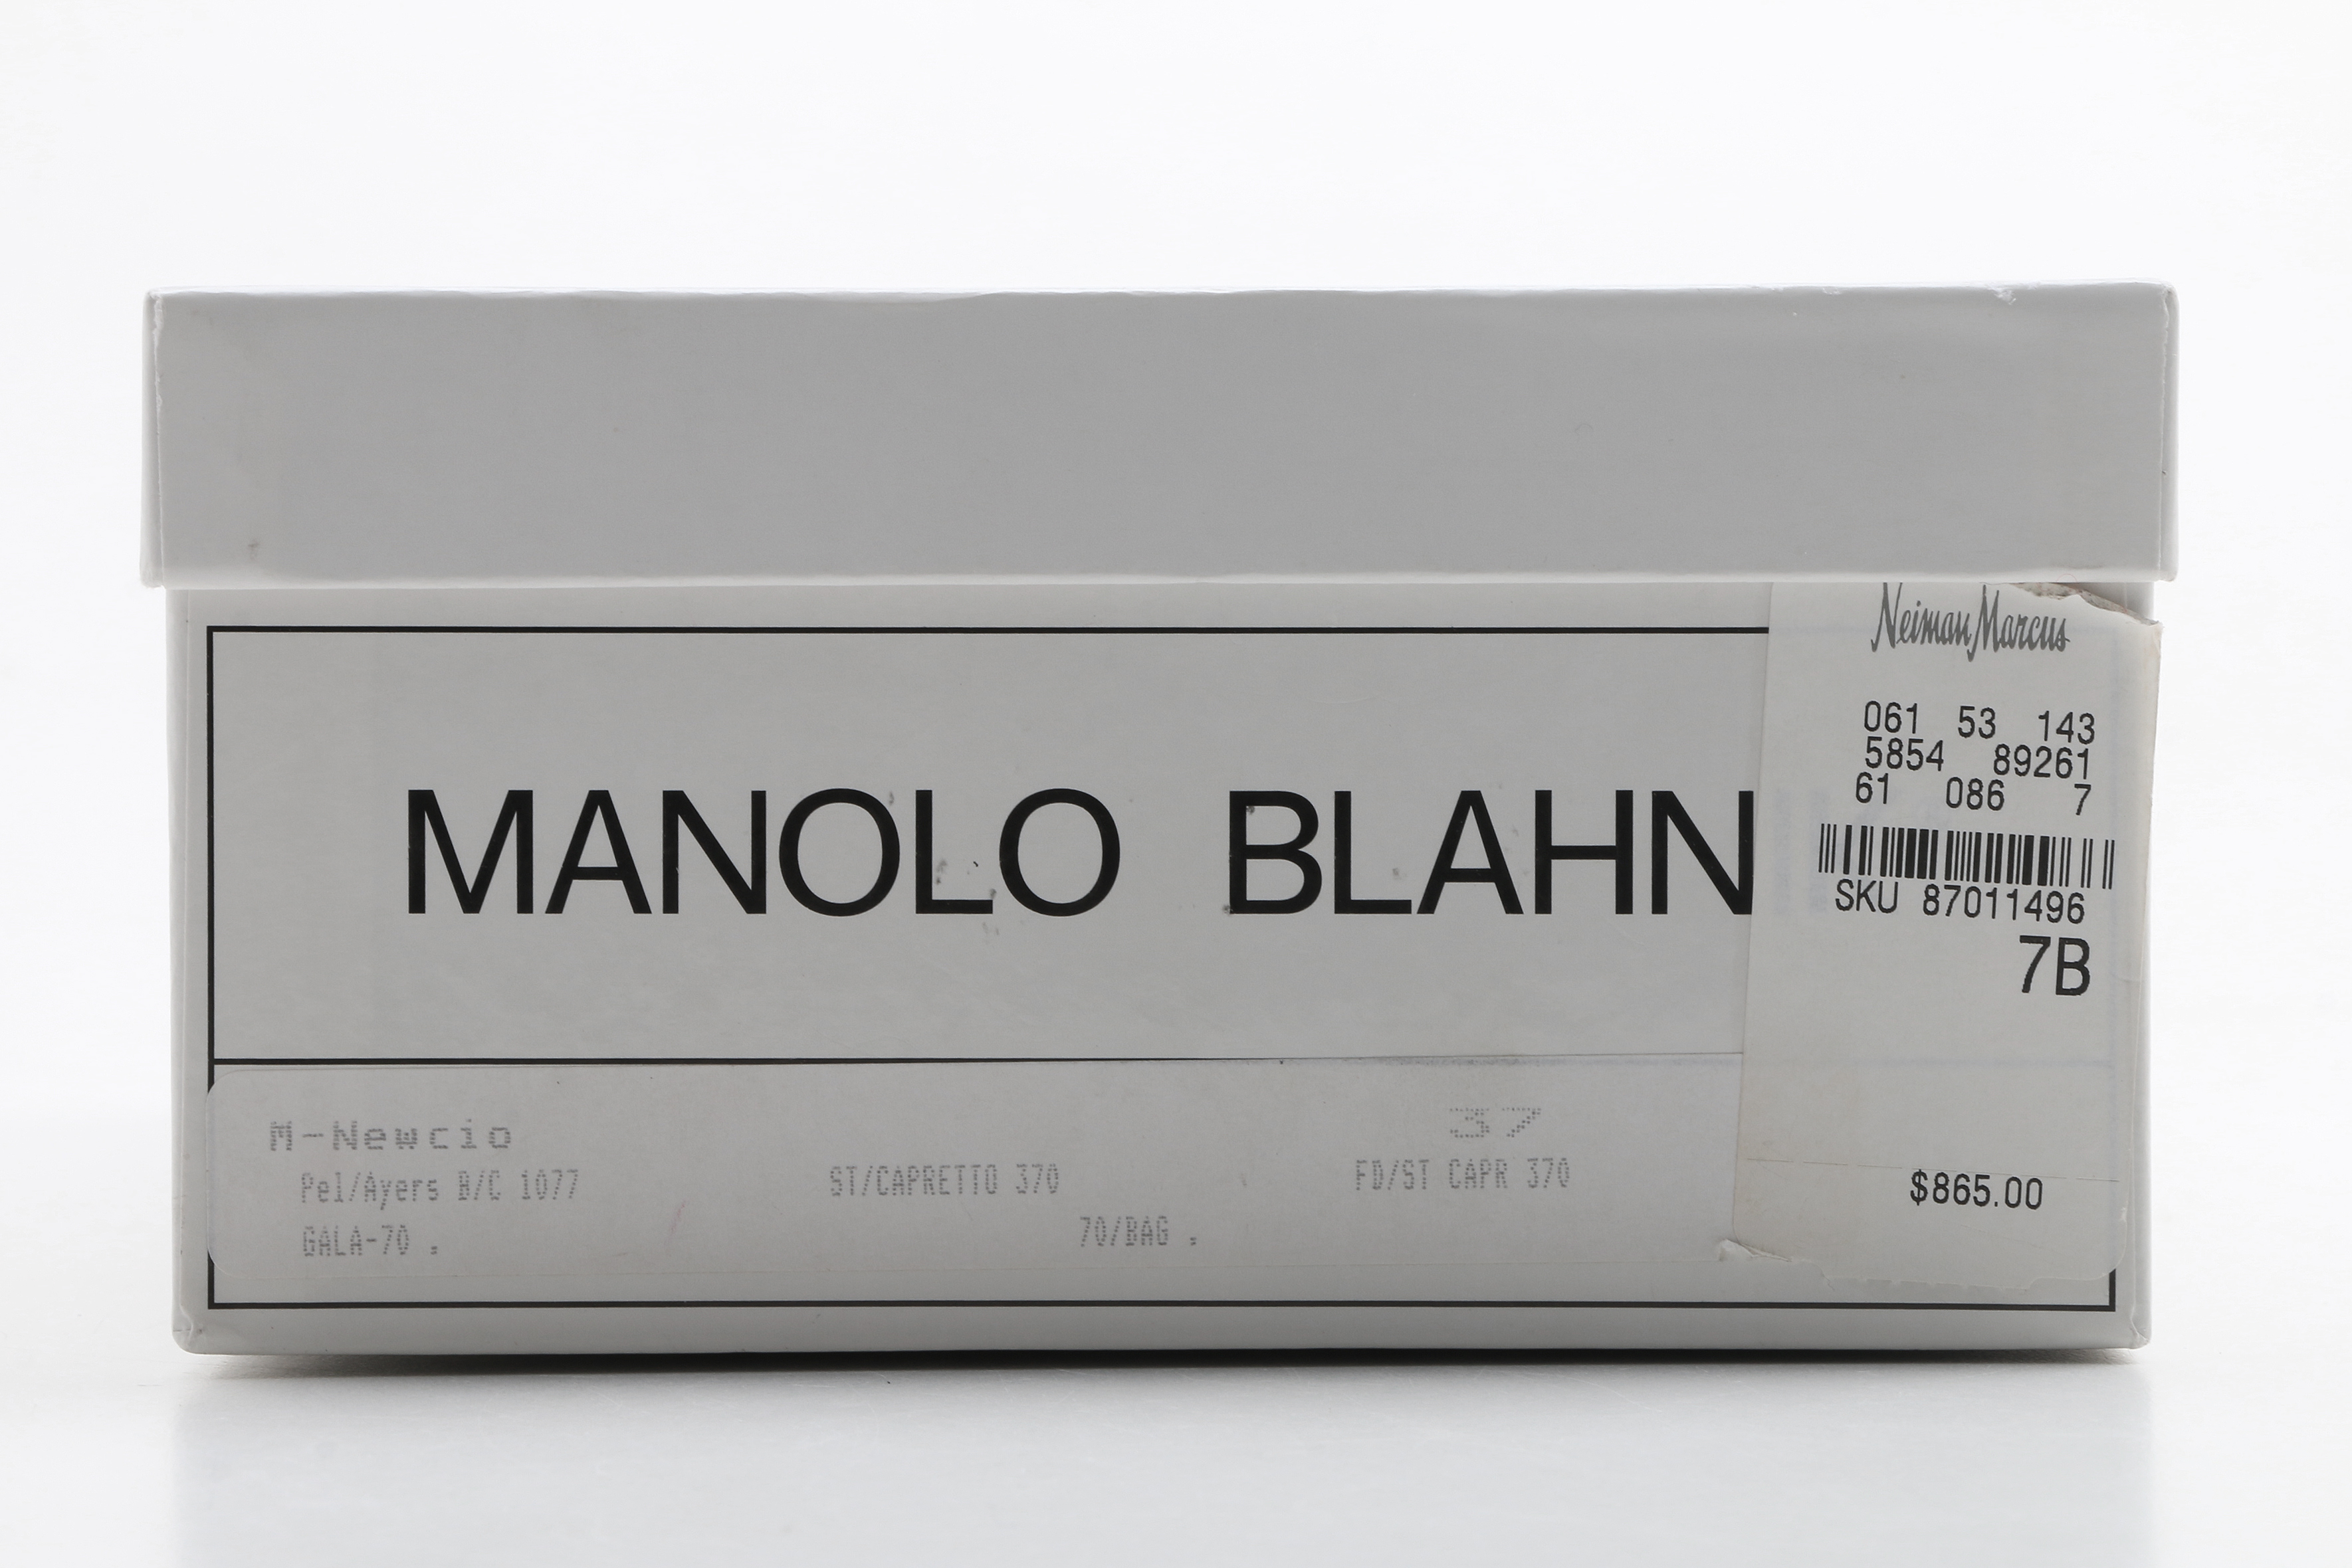 MANOLO BLAHN
Neiman Marcus
061 53 143
5854 89261
61 086 7
SKU 87011496
7B
$865.00
M-Newcio
37
Pel/Ayers B/C 1077 ST/CAPRETTO 370 FD/ST CAPR 370
GALA-70 . 70/BAG .